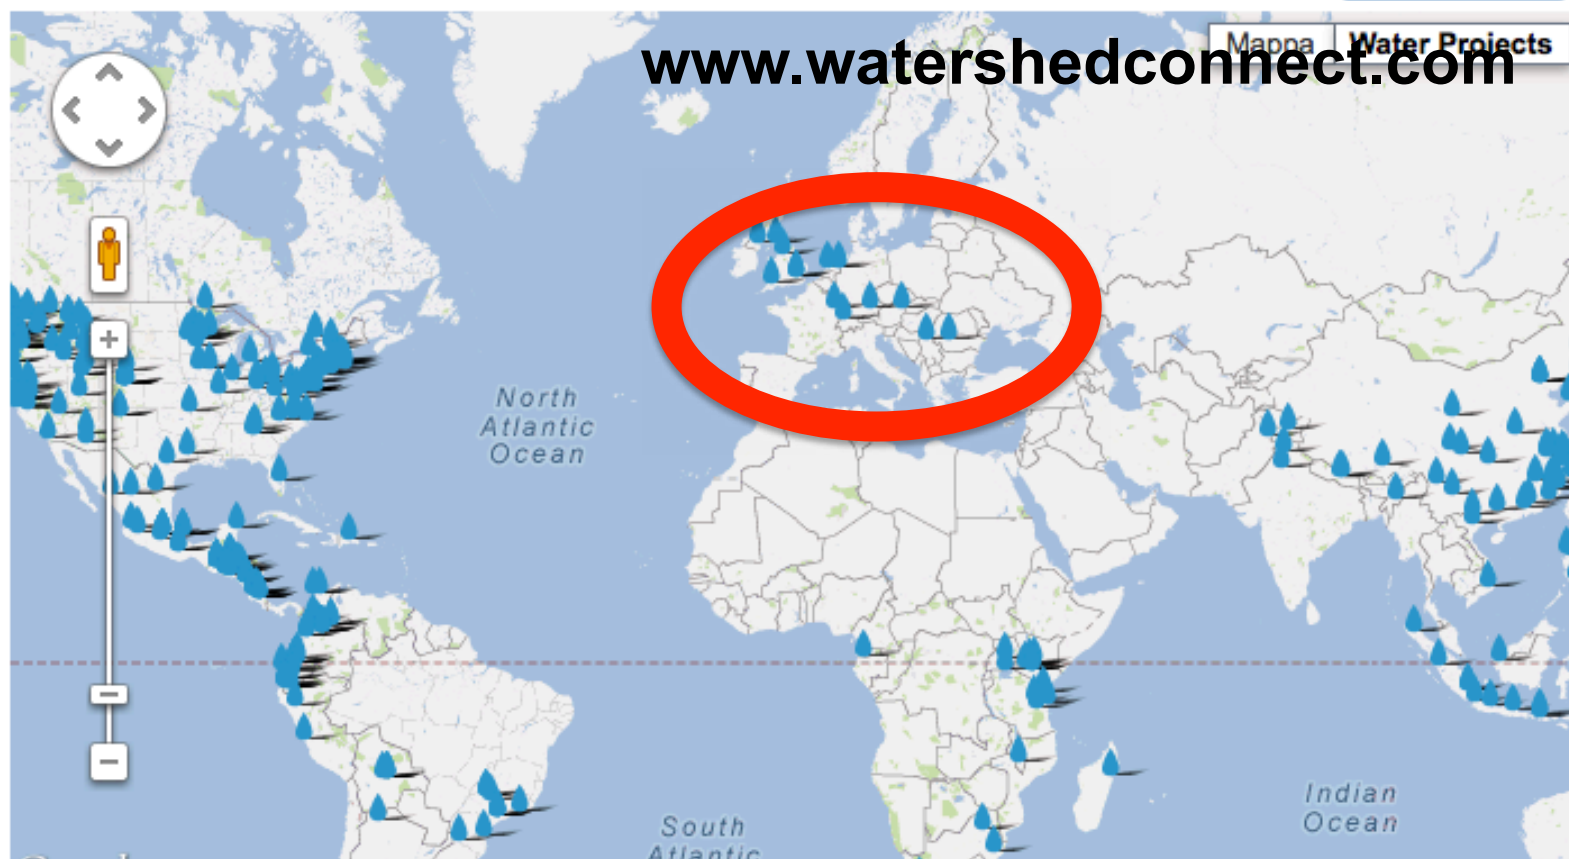 www.watershedconnect.com
Mappa
Water Projects
North
Atlantic
Ocean
Indian
Ocean
South
Atlantic